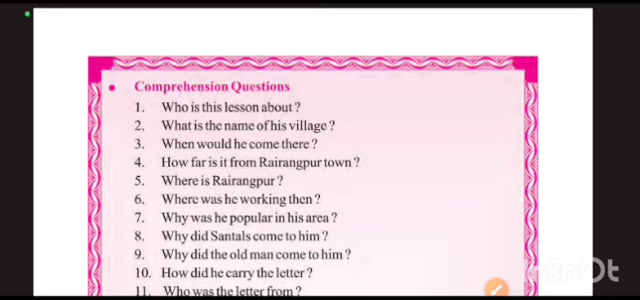 Comprehension Questions
1. Who is this lesson about ?
2. What is the name of his village ?
3. When would he come there ?
4. How far is it from Rairangpur town ?
5. Where is Rairangpur ?
6. Where was he working then ?
7. Why was he popular in his area ?
8. Why did Santals come to him ?
9. Why did the old man come to him ?
10. How did he carry the letter ?
11. Who was the letter from ?